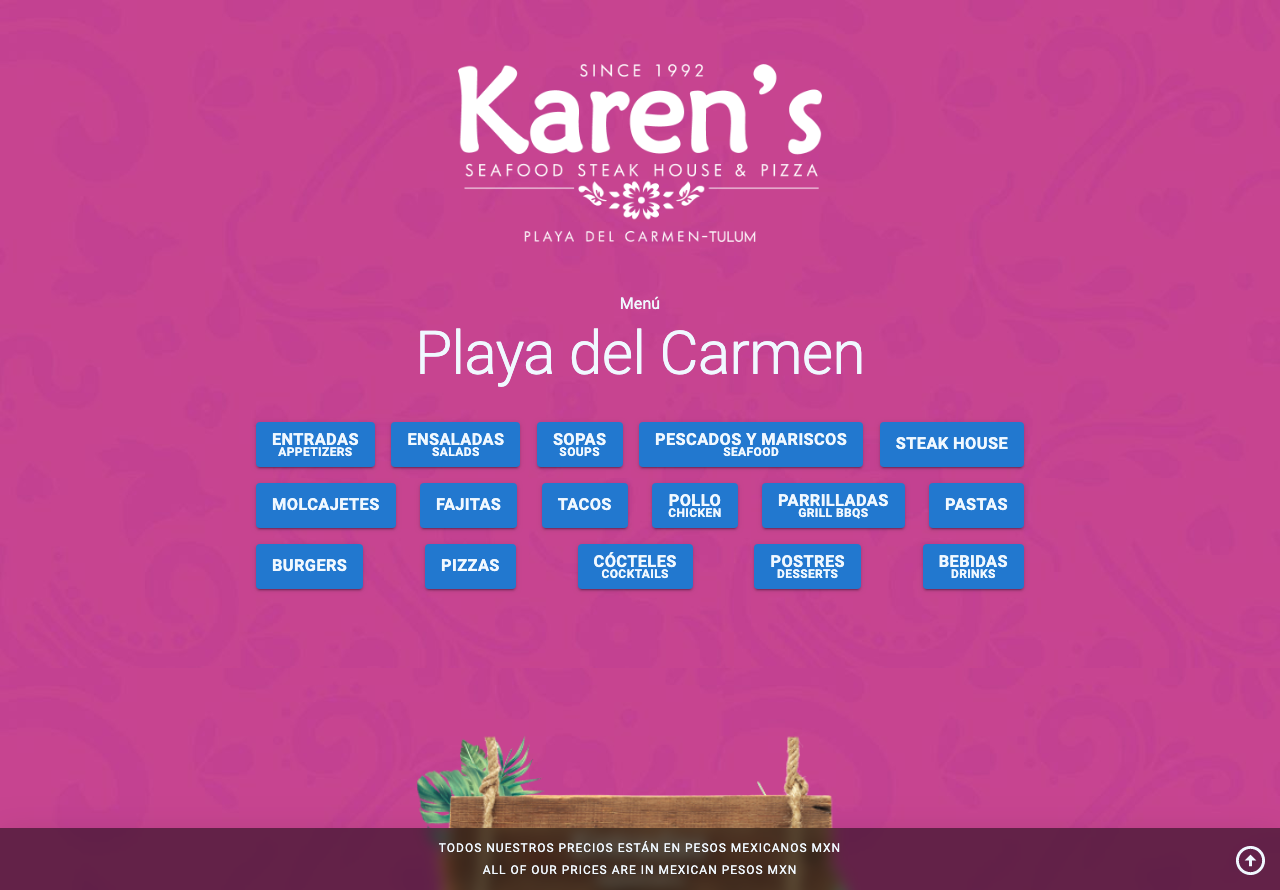 SINCE 1992
Karen's
SEAFOOD STEAK HOUSE & PIZZA
PLAYA DEL CARMEN-TULUM
Menú
Playa del Carmen
ENTRADAS
APPETIZERS
ENSALADAS
SALADS
SOPAS
SOUPS
PESCADOS Y MARISCOS
SEAFOOD
STEAK HOUSE
MOLCAJETES
FAJITAS
TACOS
POLLO
CHICKEN
PARRILLADAS
GRILL BBQS
PASTAS
BURGERS
PIZZAS
CÓCTELES
COCKTAILS
POSTRES
DESSERTS
BEBIDAS
DRINKS
TODOS NUESTROS PRECIOS ESTÁN EN PESOS MEXICANOS MXN
ALL OF OUR PRICES ARE IN MEXICAN PESOS MXN